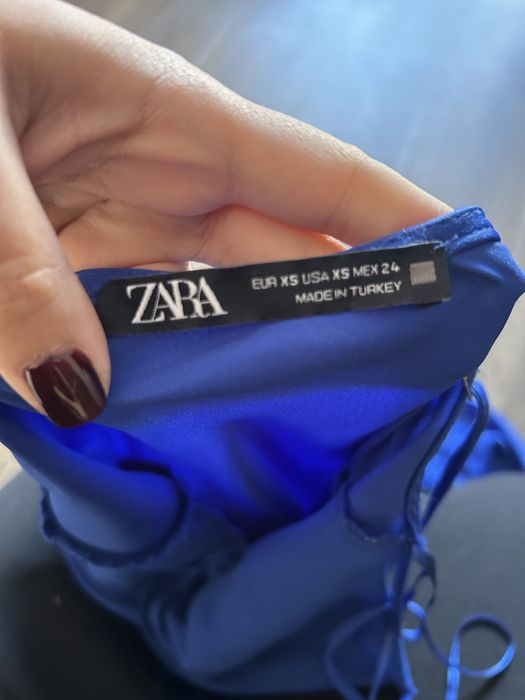 ZARA
EUR XS USA XS MEX 24
MADE IN TURKEY